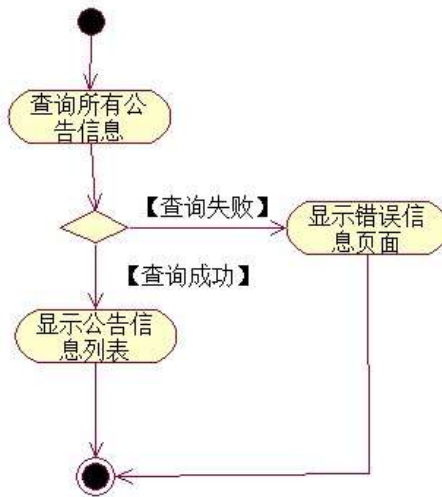 查询所有公
告信息
【查询失败】
显示错误信
息页面
【查询成功】
显示公告信
息列表